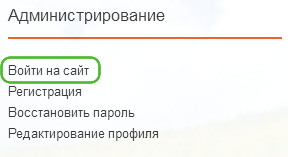 Администрирование
Войти на сайт
Регистрация
Восстановить пароль
Редактирование профиля